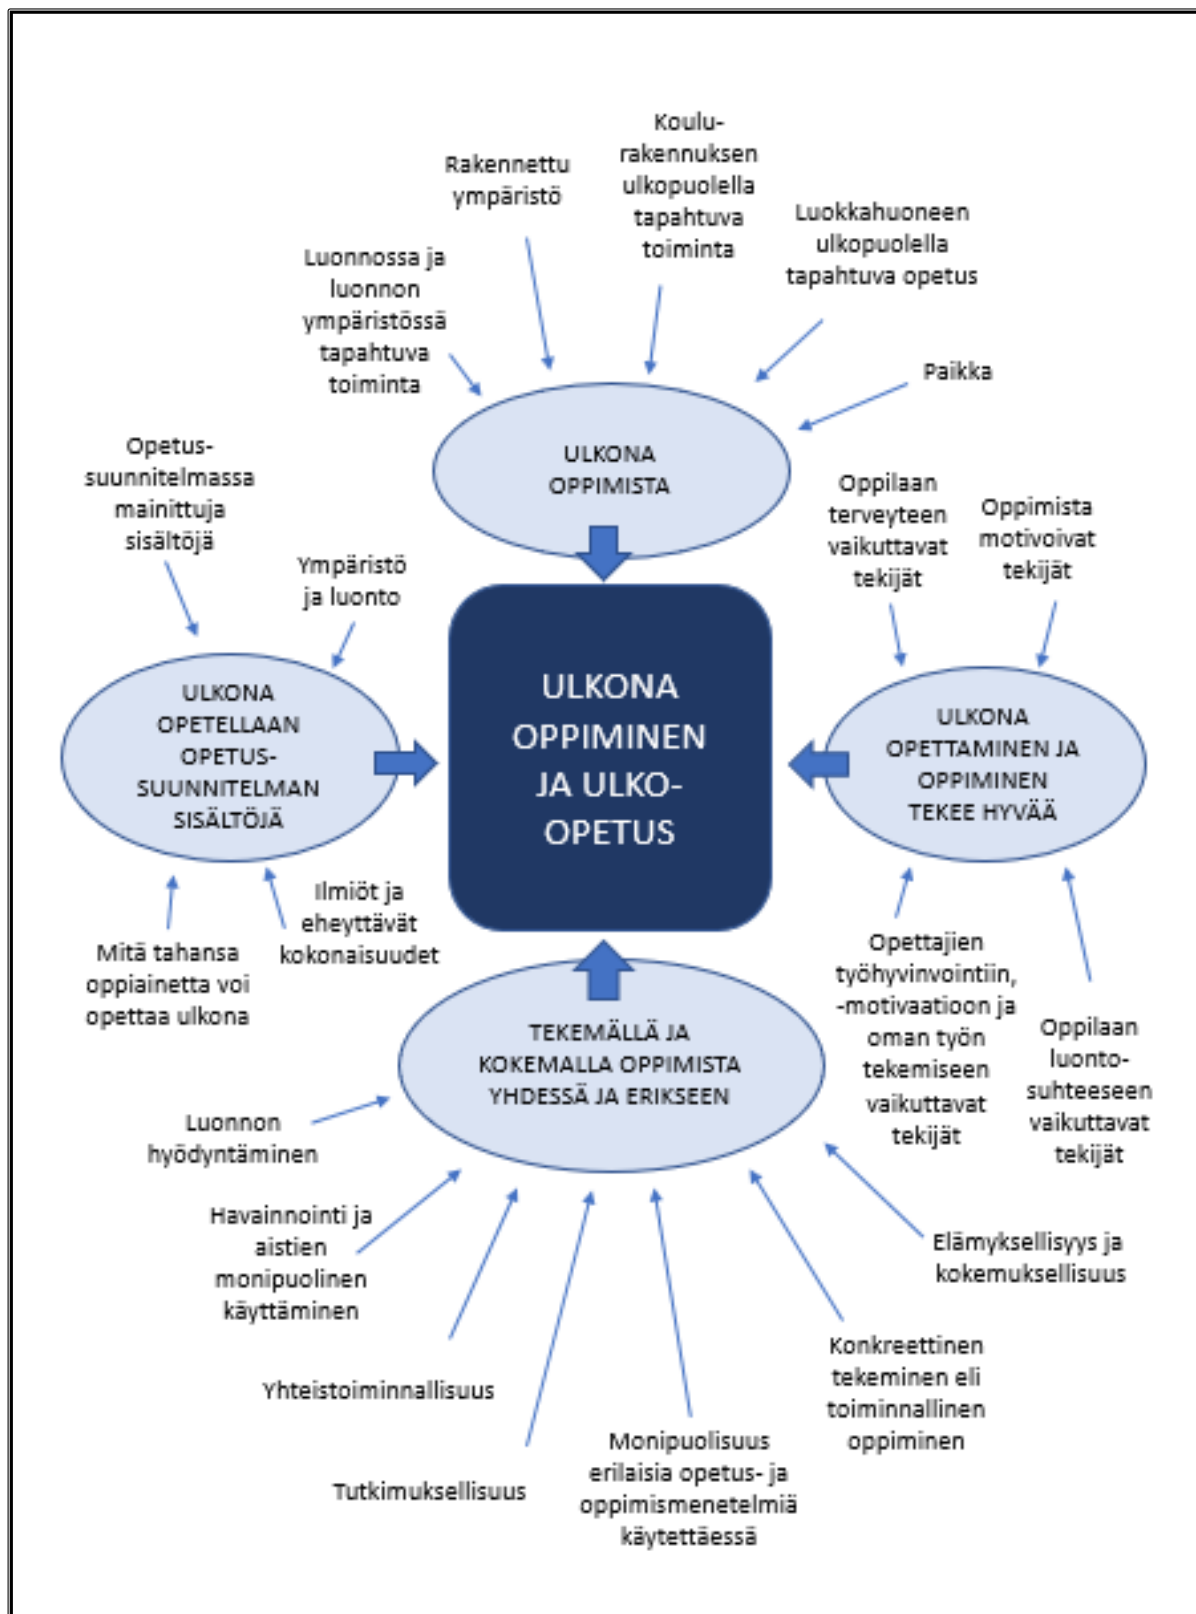 Koulu-
rakennuksen
ulkopuolella
tapahtuva
toiminta
Rakennettu
ympäristö
Luokkahuoneen
ulkopuolella
tapahtuva opetus
Luonnossa ja
luonnon
ympäristössä
tapahtuva
toiminta
Paikka
ULKONA
OPPIMISTA
Opetus-
suunnitelmassa
mainittuja
sisältöjä
Ympäristö
ja luonto
Oppilaan
terveyteen
vaikuttavat
tekijät
Oppimista
motivoivat
tekijät
ULKONA
OPETELLAAN
OPETUS-
SUUNNITELMAN
SISÄLTÖJÄ
ULKONA
OPPIMINEN
JA ULKO-
OPETUS
ULKONA
OPETTAMINEN JA
OPPIMINEN
TEKEE HYVÄÄ
Mitä tahansa
oppiainetta voi
opettaa ulkona
Ilmiöt ja
eheyttävät
kokonaisuudet
Opettajien
työhyvinvointiin,
-motivaatioon ja
oman työn
tekemiseen
vaikuttavat
tekijät
Oppilaan
luonto-
suhteeseen
vaikuttavat
tekijät
TEKEMÄLLÄ JA
KOKEMALLA OPPIMISTA
YHDESSÄ JA ERIKSEEN
Luonnon
hyödyntäminen
Havainnointi ja
aistien
monipuolinen
käyttäminen
Yhteistoiminnallisuus
Tutkimuksellisuus
Monipuolisuus
erilaisia opetus- ja
oppismenetelmiä
käytettäessä
Konkreettinen
tekeminen eli
toiminnallinen
oppiminen
Elämyksellisyys ja
kokemuksellisuus